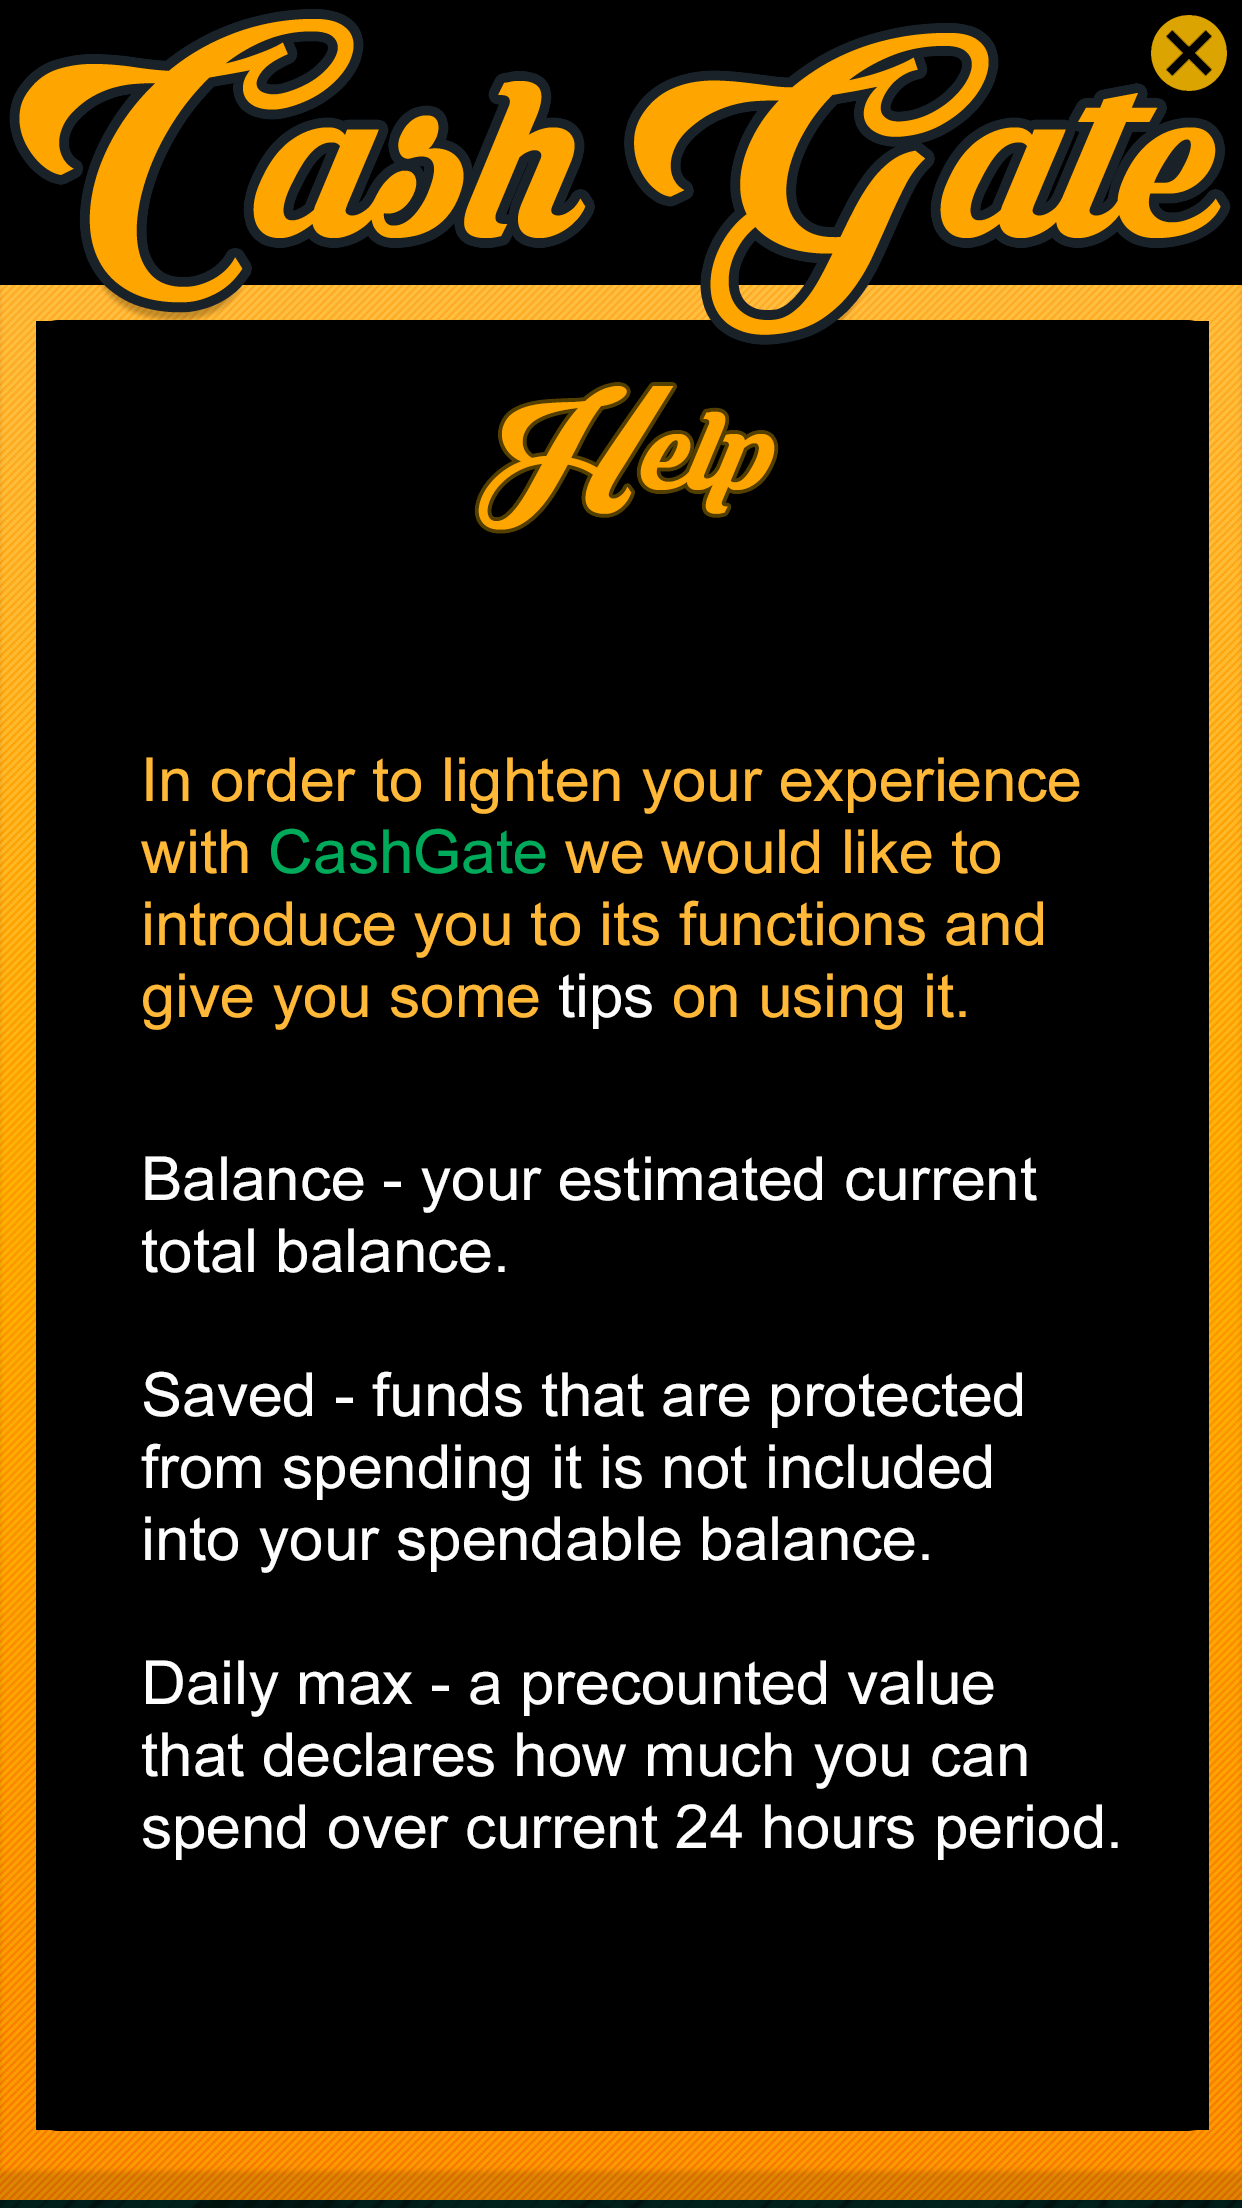 Cash Gate
Help
In order to lighten your experience
with CashGate we would like to
introduce you to its functions and
give you some tips on using it.
Balance - your estimated current
total balance.
Saved - funds that are protected
from spending it is not included
into your spendable balance.
Daily max - a precounted value
that declares how much you can
spend over current 24 hours period.